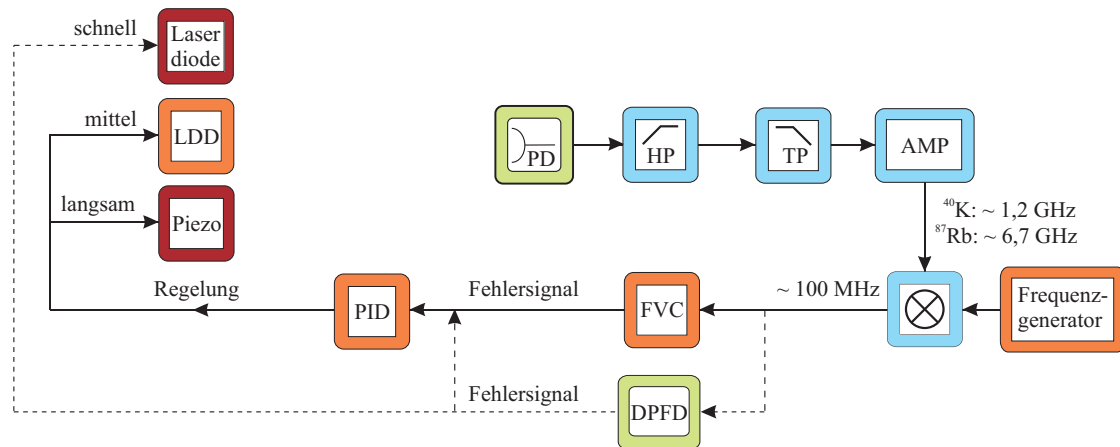 schnell
Laser
diode
mittel
LDD
langsam
Piezo
PD
HP
TP
AMP
⁴⁰K: ~ 1,2 GHz
⁸⁷Rb: ~ 6,7 GHz
Regelung
PID
Fehlersignal
FVC
~ 100 MHz
Frequenz-
generator
Fehlersignal
DPFD